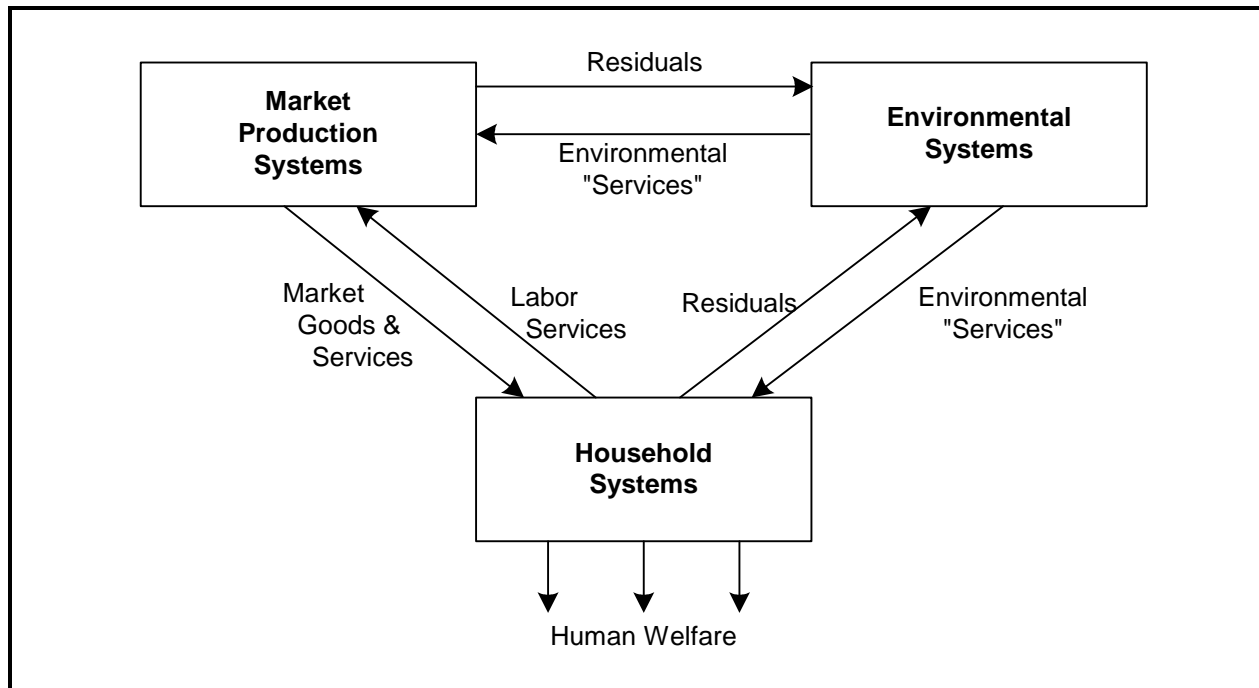 Residuals
Market
Production
Systems
Environmental
Systems
Environmental
"Services"
Market
Goods &
Services
Labor
Services
Residuals
Environmental
"Services"
Household
Systems
Human Welfare